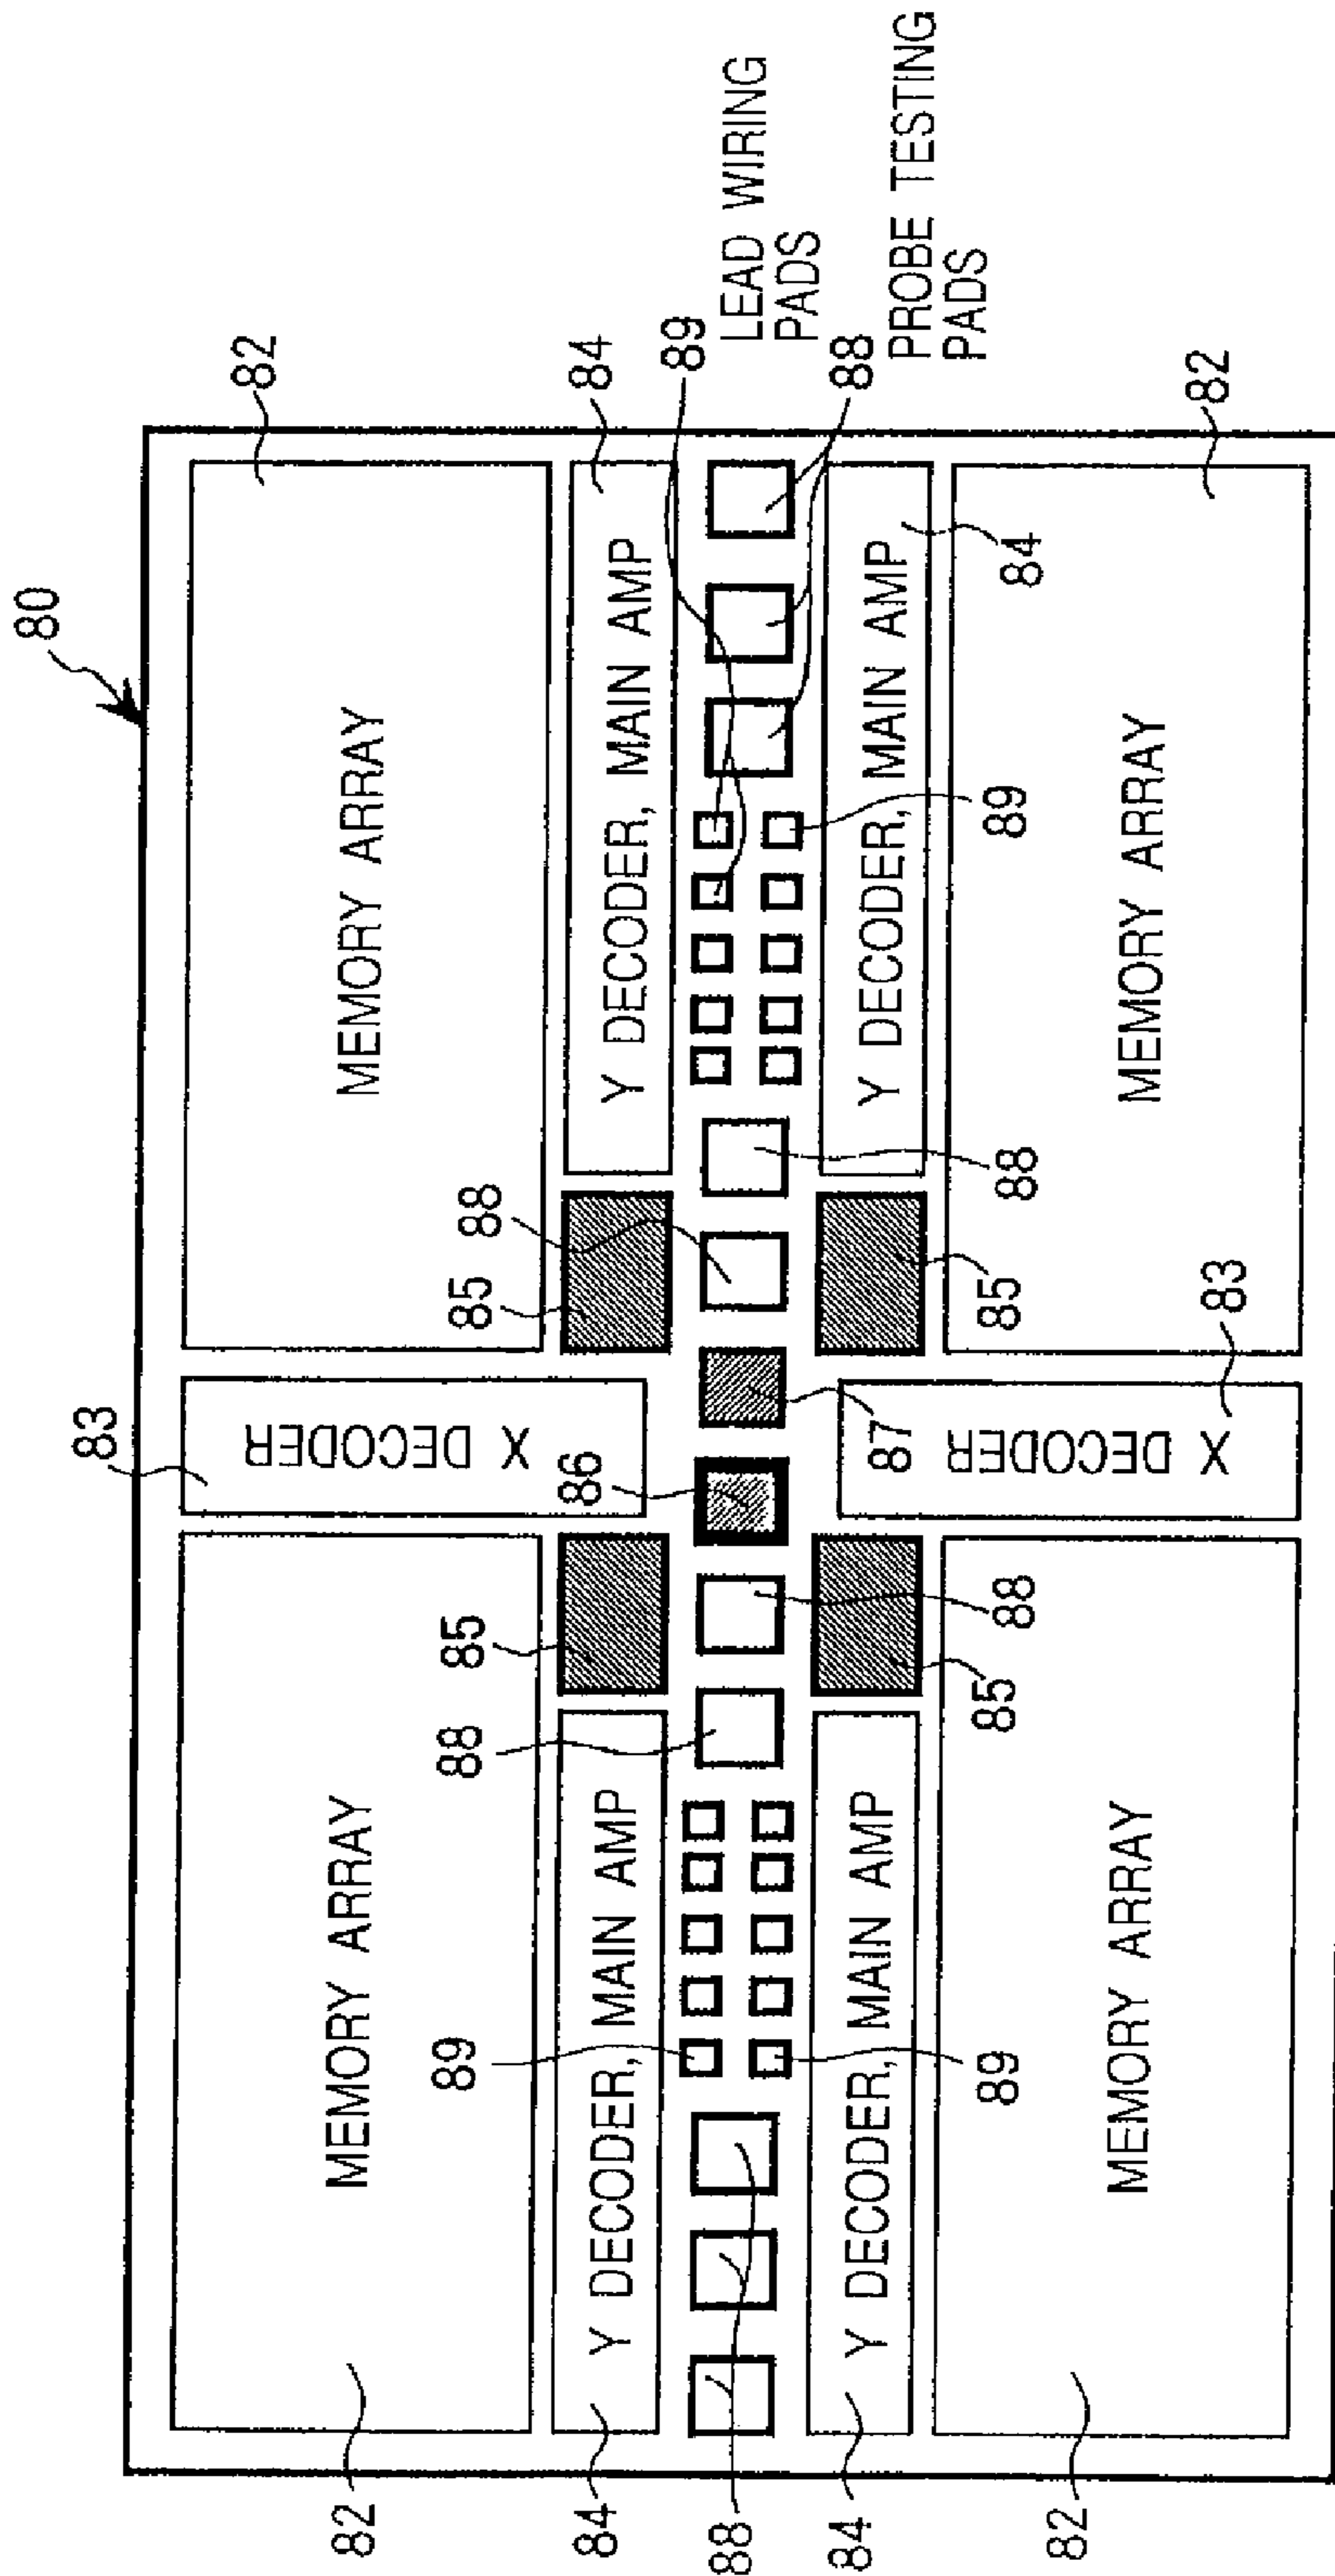 80
82
83
82
MEMORY ARRAY
X DECODER
MEMORY ARRAY
82
84
88
85
86
85
88
84
Y DECODER, MAIN AMP
Y DECODER, MAIN AMP
89
89
LEAD WIRING
PADS
88
88
PROBE TESTING
PADS
Y DECODER, MAIN AMP
Y DECODER, MAIN AMP
84
89
85
88
87
88
85
89
84
82
MEMORY ARRAY
X DECODER
MEMORY ARRAY
82
83